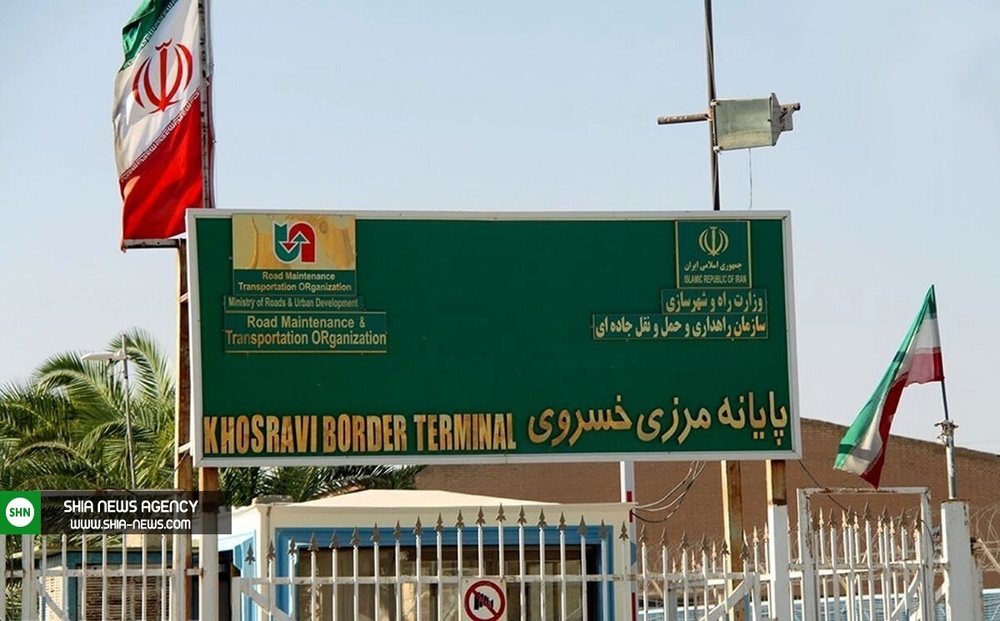 Road Maintenance
Transportation ORganization
Ministry of Roads & Urban Development
Road Maintenance &
Transportation ORganization
جمهوری اسلامی ایران
ISLAMIC REPUBLIC OF IRAN
وزارت راه و شهرسازی
سازمان راهداری و حمل و نقل جاده ای
KHOSRAVI BORDER TERMINAL
پایانه مرزی خسروی
SHN
SHIA NEWS AGENCY
www.shia-news.com